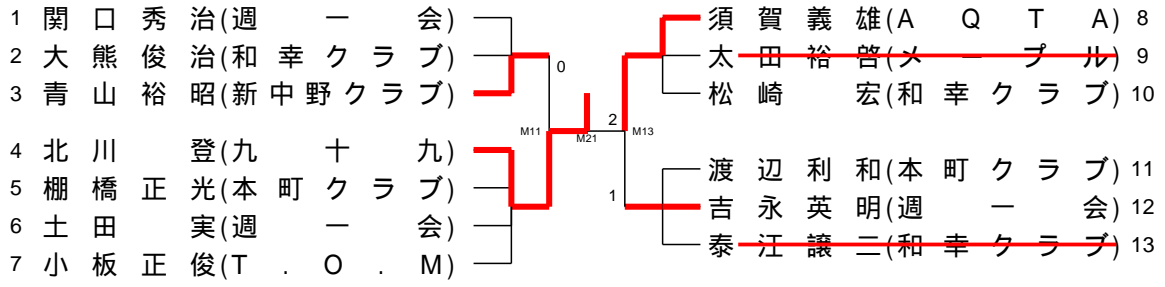 1 関口秀治(週一会)
2 大熊俊治(和幸クラブ)
3 青山裕昭(新中野クラブ)
4 北川登(九十九)
5 棚橋正光(本町クラブ)
6 土田実(週一会)
7 小板正俊(T.O.M)
0
M11
M21
2
M13
1
須賀義雄(AQTA) 8
太田裕啓(メープル) 9
松崎宏(和幸クラブ) 10
渡辺利和(本町クラブ) 11
吉永英明(週一会) 12
泰江譲二(和幸クラブ) 13